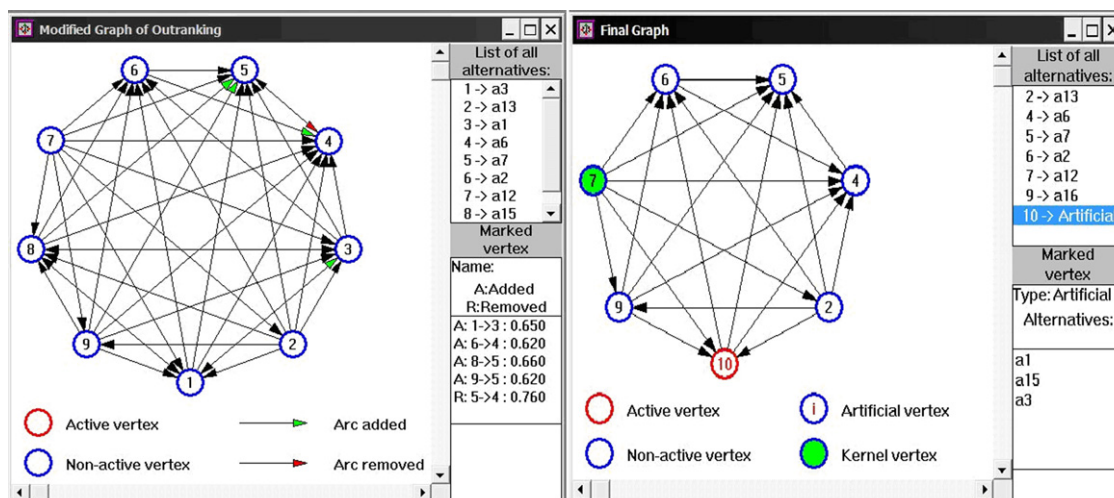 Modified Graph of Outranking
6
5
7
4
8
3
9
2
1
Active vertex
Arc added
Non-active vertex
Arc removed
List of all
alternatives:
1 -> a3
2 -> a13
3 -> a1
4 -> a6
5 -> a7
6 -> a2
7 -> a12
8 -> a15
Marked
vertex
Name:
A:Added
R:Removed
A: 1->3 : 0.650
A: 6->4 : 0.620
A: 8->5 : 0.660
A: 9->5 : 0.620
R: 5->4 : 0.760
Final Graph
6
5
7
4
9
2
10
Active vertex
i
Artificial vertex
Non-active vertex
Kernel vertex
List of all
alternatives:
2 -> a13
4 -> a6
5 -> a7
6 -> a2
7 -> a12
9 -> a16
10 -> Artificia
Marked
vertex
Type: Artificial
Alternatives:
a1
a15
a3